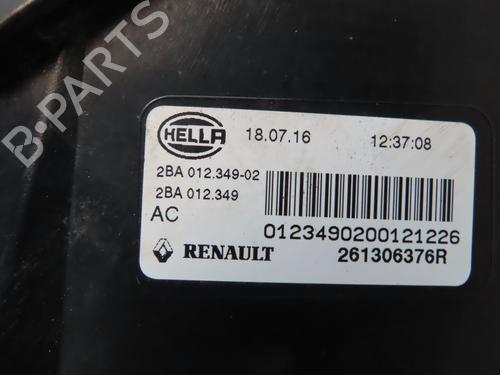 B-PARTS
HELLA
18.07.16 12:37:08
2BA 012.349-02
2BA 012.349
AC
0123490200121226
RENAULT 261306376R